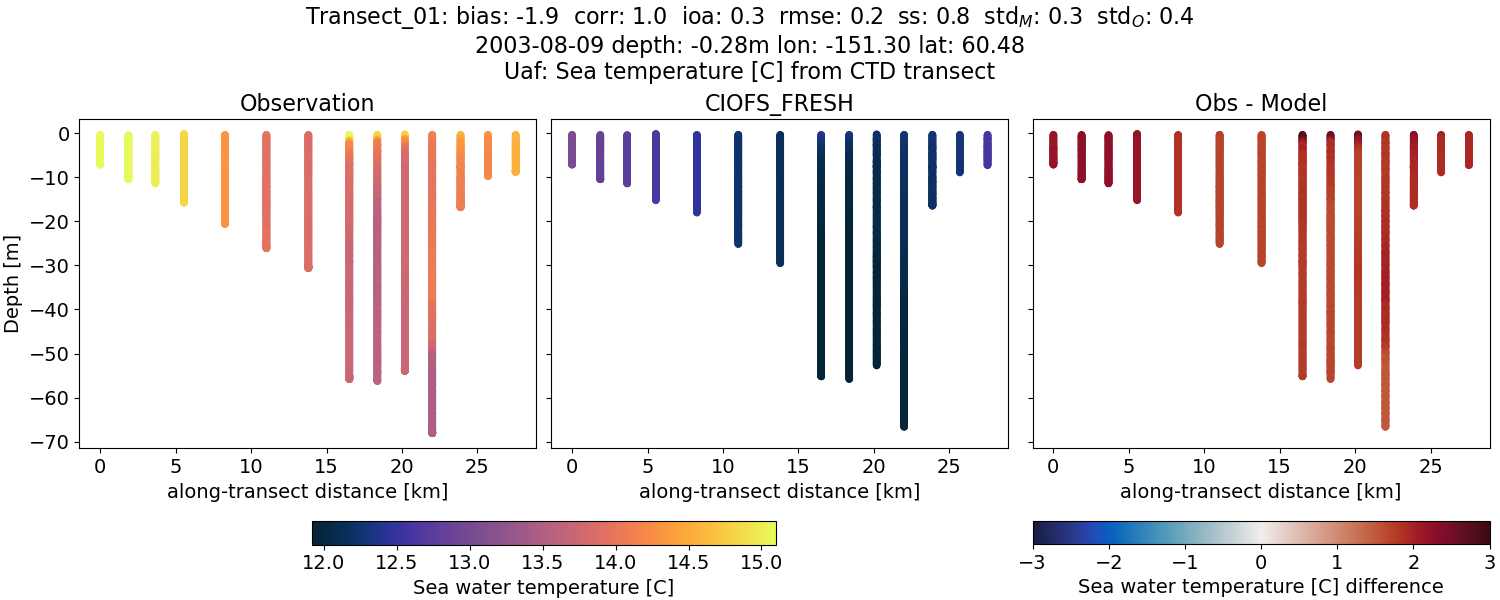 Transect_01: bias: -1.9 corr: 1.0 ioa: 0.3 rmse: 0.2 ss: 0.8 std_M: 0.3 std_O: 0.4
2003-08-09 depth: -0.28m lon: -151.30 lat: 60.48
Uaf: Sea temperature [C] from CTD transect
Observation
CIOFS_FRESH
Obs - Model
Depth [m]
0
−10
−20
−30
−40
−50
−60
−70
0 5 10 15 20 25
0 5 10 15 20 25
0 5 10 15 20 25
along-transect distance [km]
along-transect distance [km]
along-transect distance [km]
12.0 12.5 13.0 13.5 14.0 14.5 15.0
Sea water temperature [C]
−3 −2 −1 0 1 2 3
Sea water temperature [C] difference